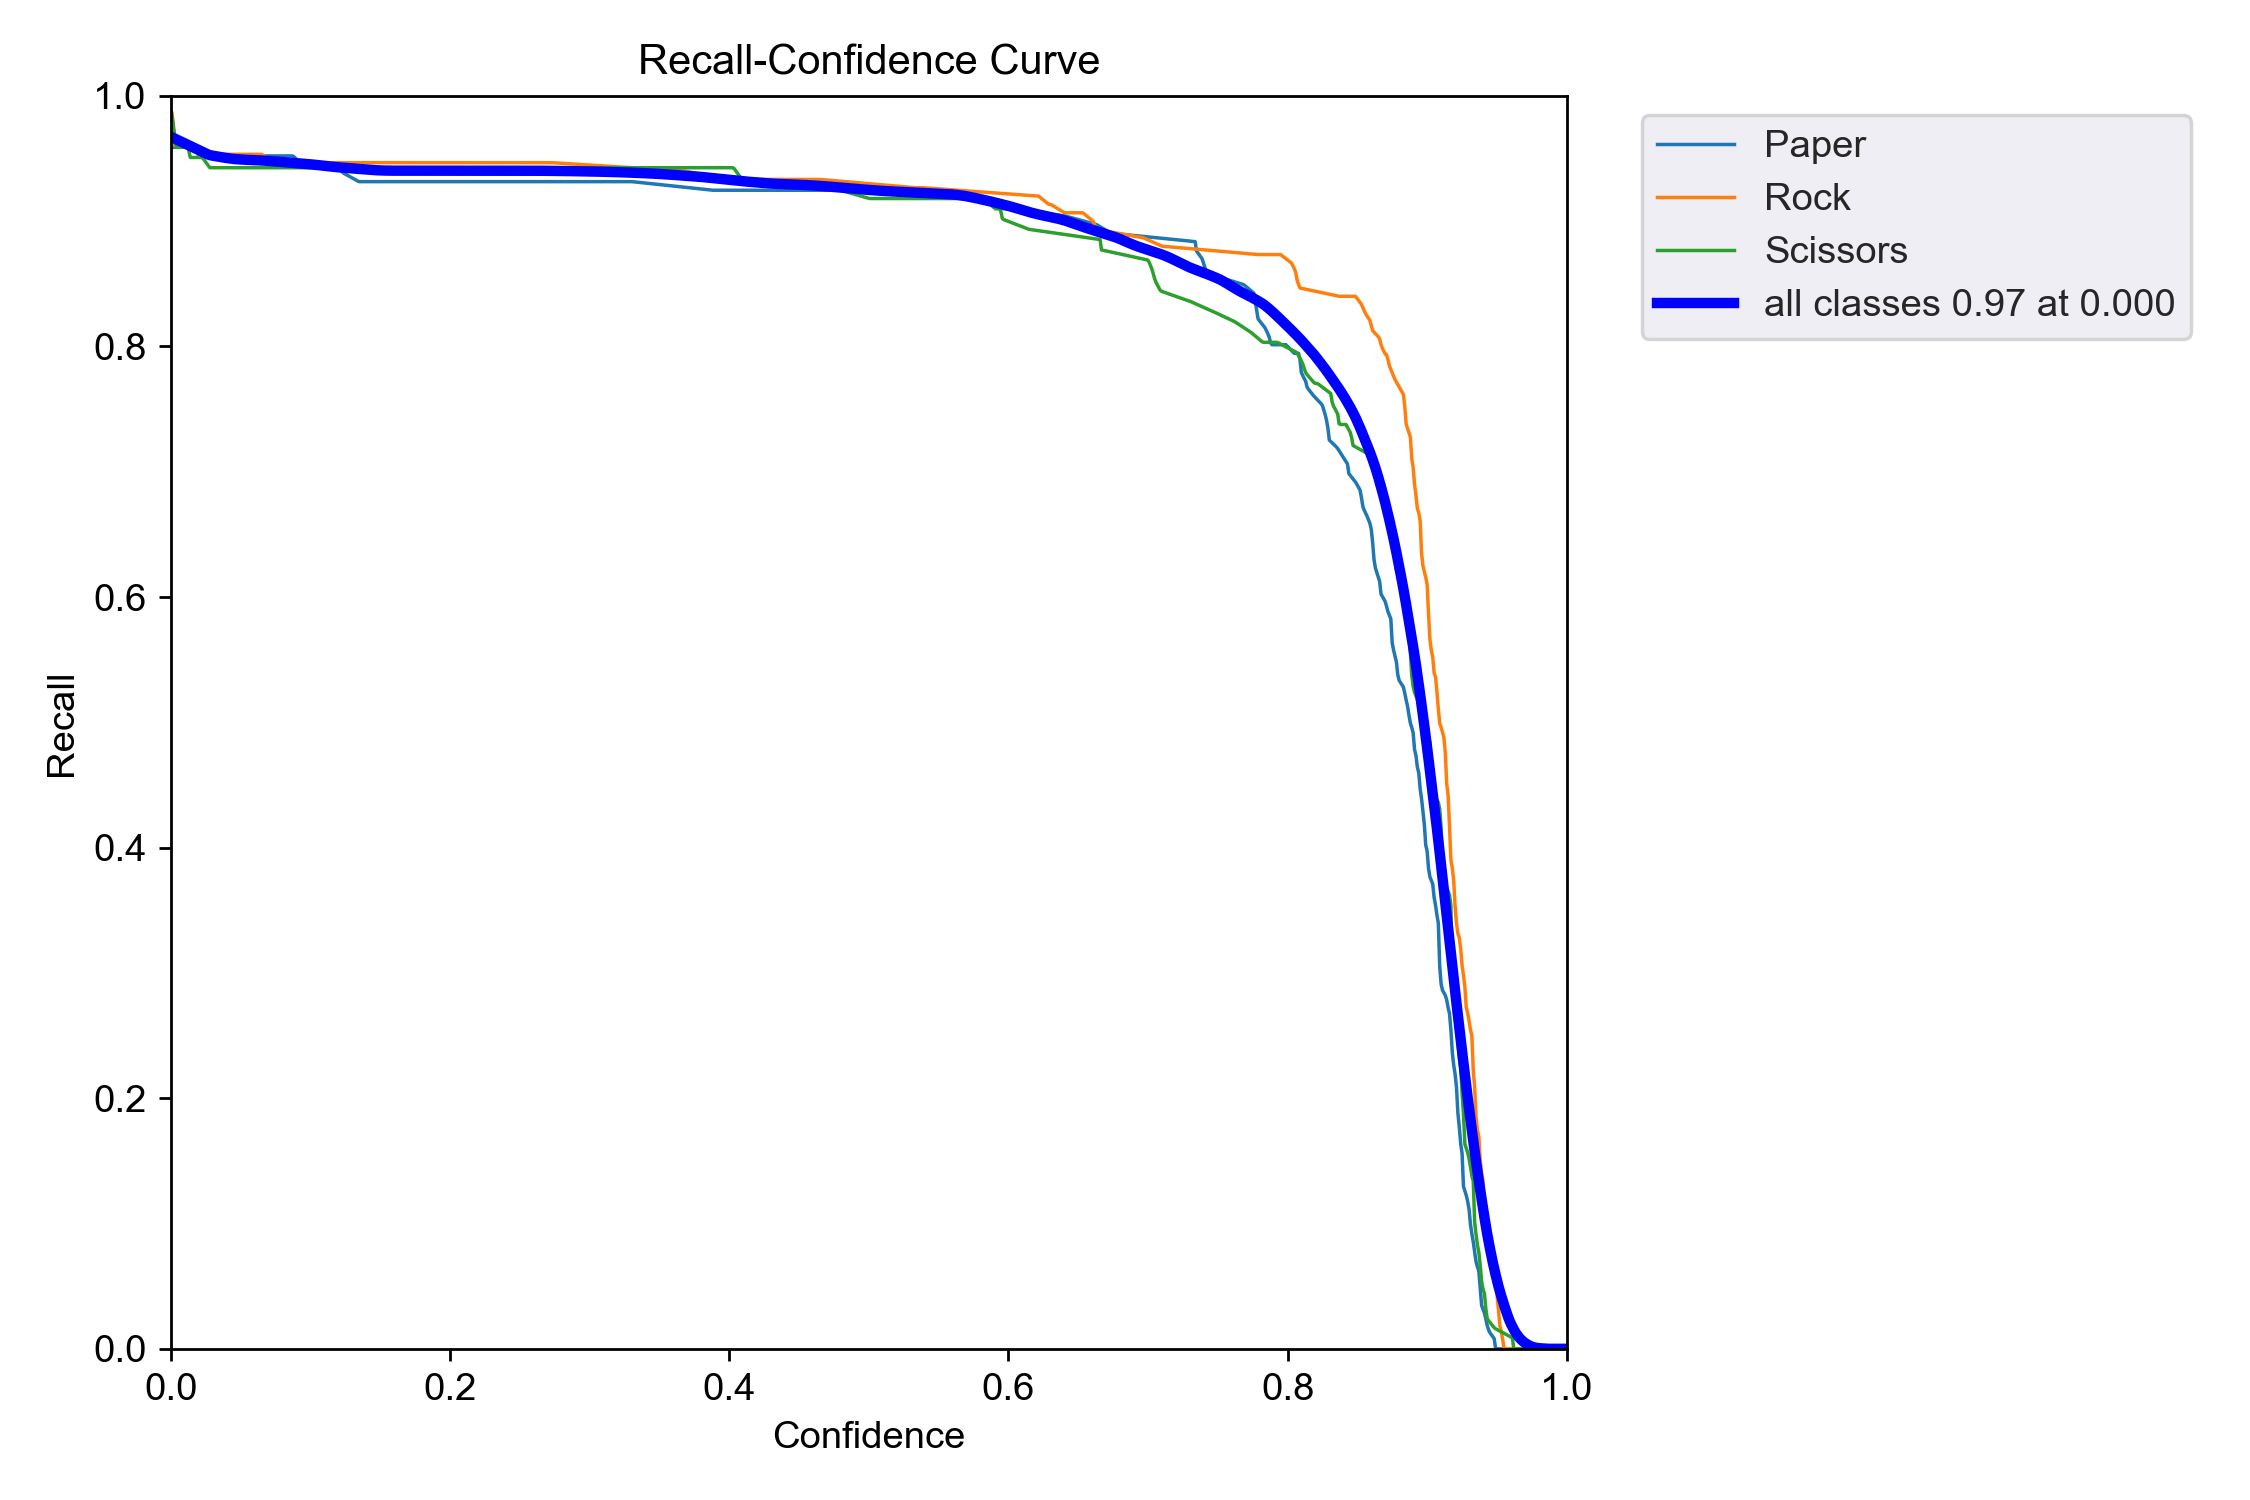 Recall-Confidence Curve
1.0
0.8
0.6
0.4
0.2
0.0
Recall
0.0 0.2 0.4 0.6 0.8 1.0
Confidence
Paper
Rock
Scissors
all classes 0.97 at 0.000